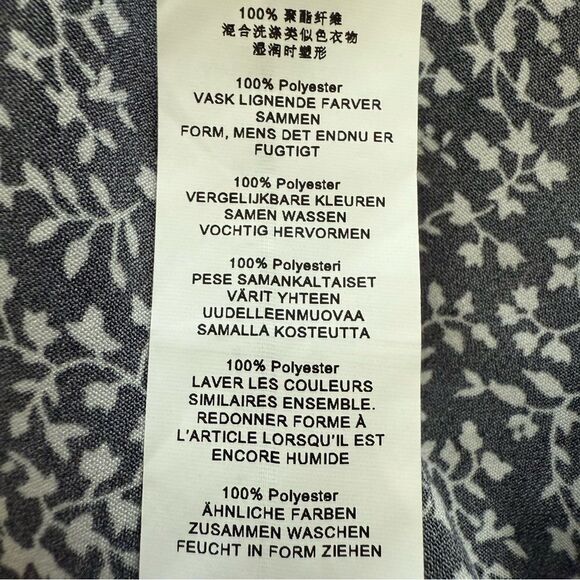 100% 聚酯纤维
混合洗涤类似色衣物
湿润时塑形
100% Polyester
VASK LIGNENDE FARVER
SAMMEN
FORM, MENS DET ENDNU ER
FUGTIGT
100% Polyester
VERGELIJKBARE KLEUREN
SAMEN WASSEN
VOCHTIG HERVORMEN
100% Polyesteri
PESE SAMANKALTAISET
VÄRIT YHTEEN
UUDELLEENMUOVAA
SAMALLA KOSTEUTTA
100% Polyester
LAVER LES COULEURS
SIMILAIRES ENSEMBLE.
REDONNER FORME À
L'ARTICLE LORSQU'IL EST
ENCORE HUMIDE
100% Polyester
ÄHNLICHE FARBEN
ZUSAMMEN WASCHEN
FEUCHT IN FORM ZIEHEN